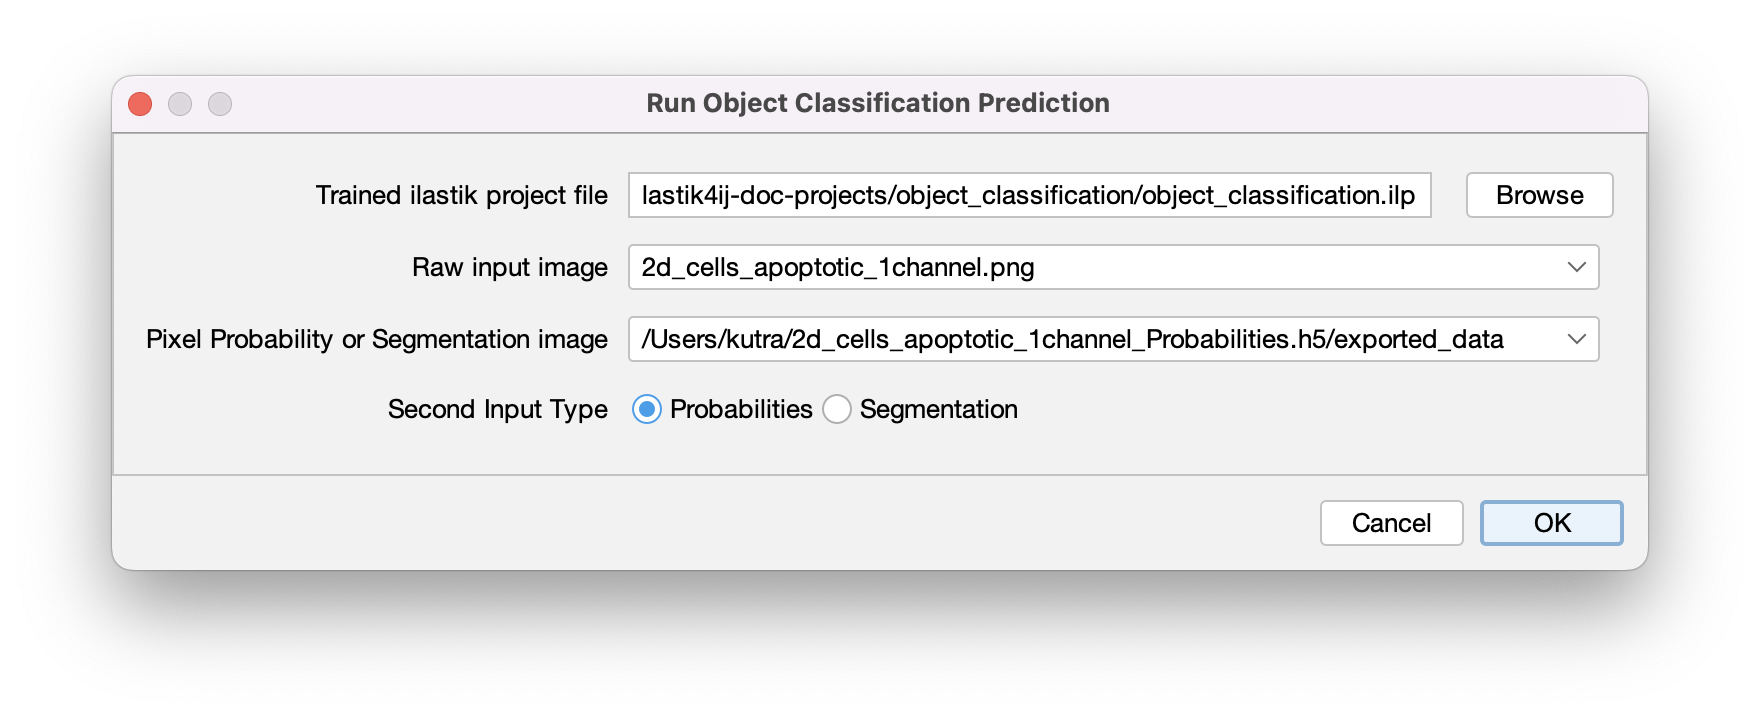 Run Object Classification Prediction
Trained ilastik project file lastik4ij-doc-projects/object_classification/object_classification.ilp Browse
Raw input image 2d_cells_apoptotic_1channel.png
Pixel Probability or Segmentation image /Users/kutra/2d_cells_apoptotic_1channel_Probabilities.h5/exported_data
Second Input Type Probabilities Segmentation
Cancel OK